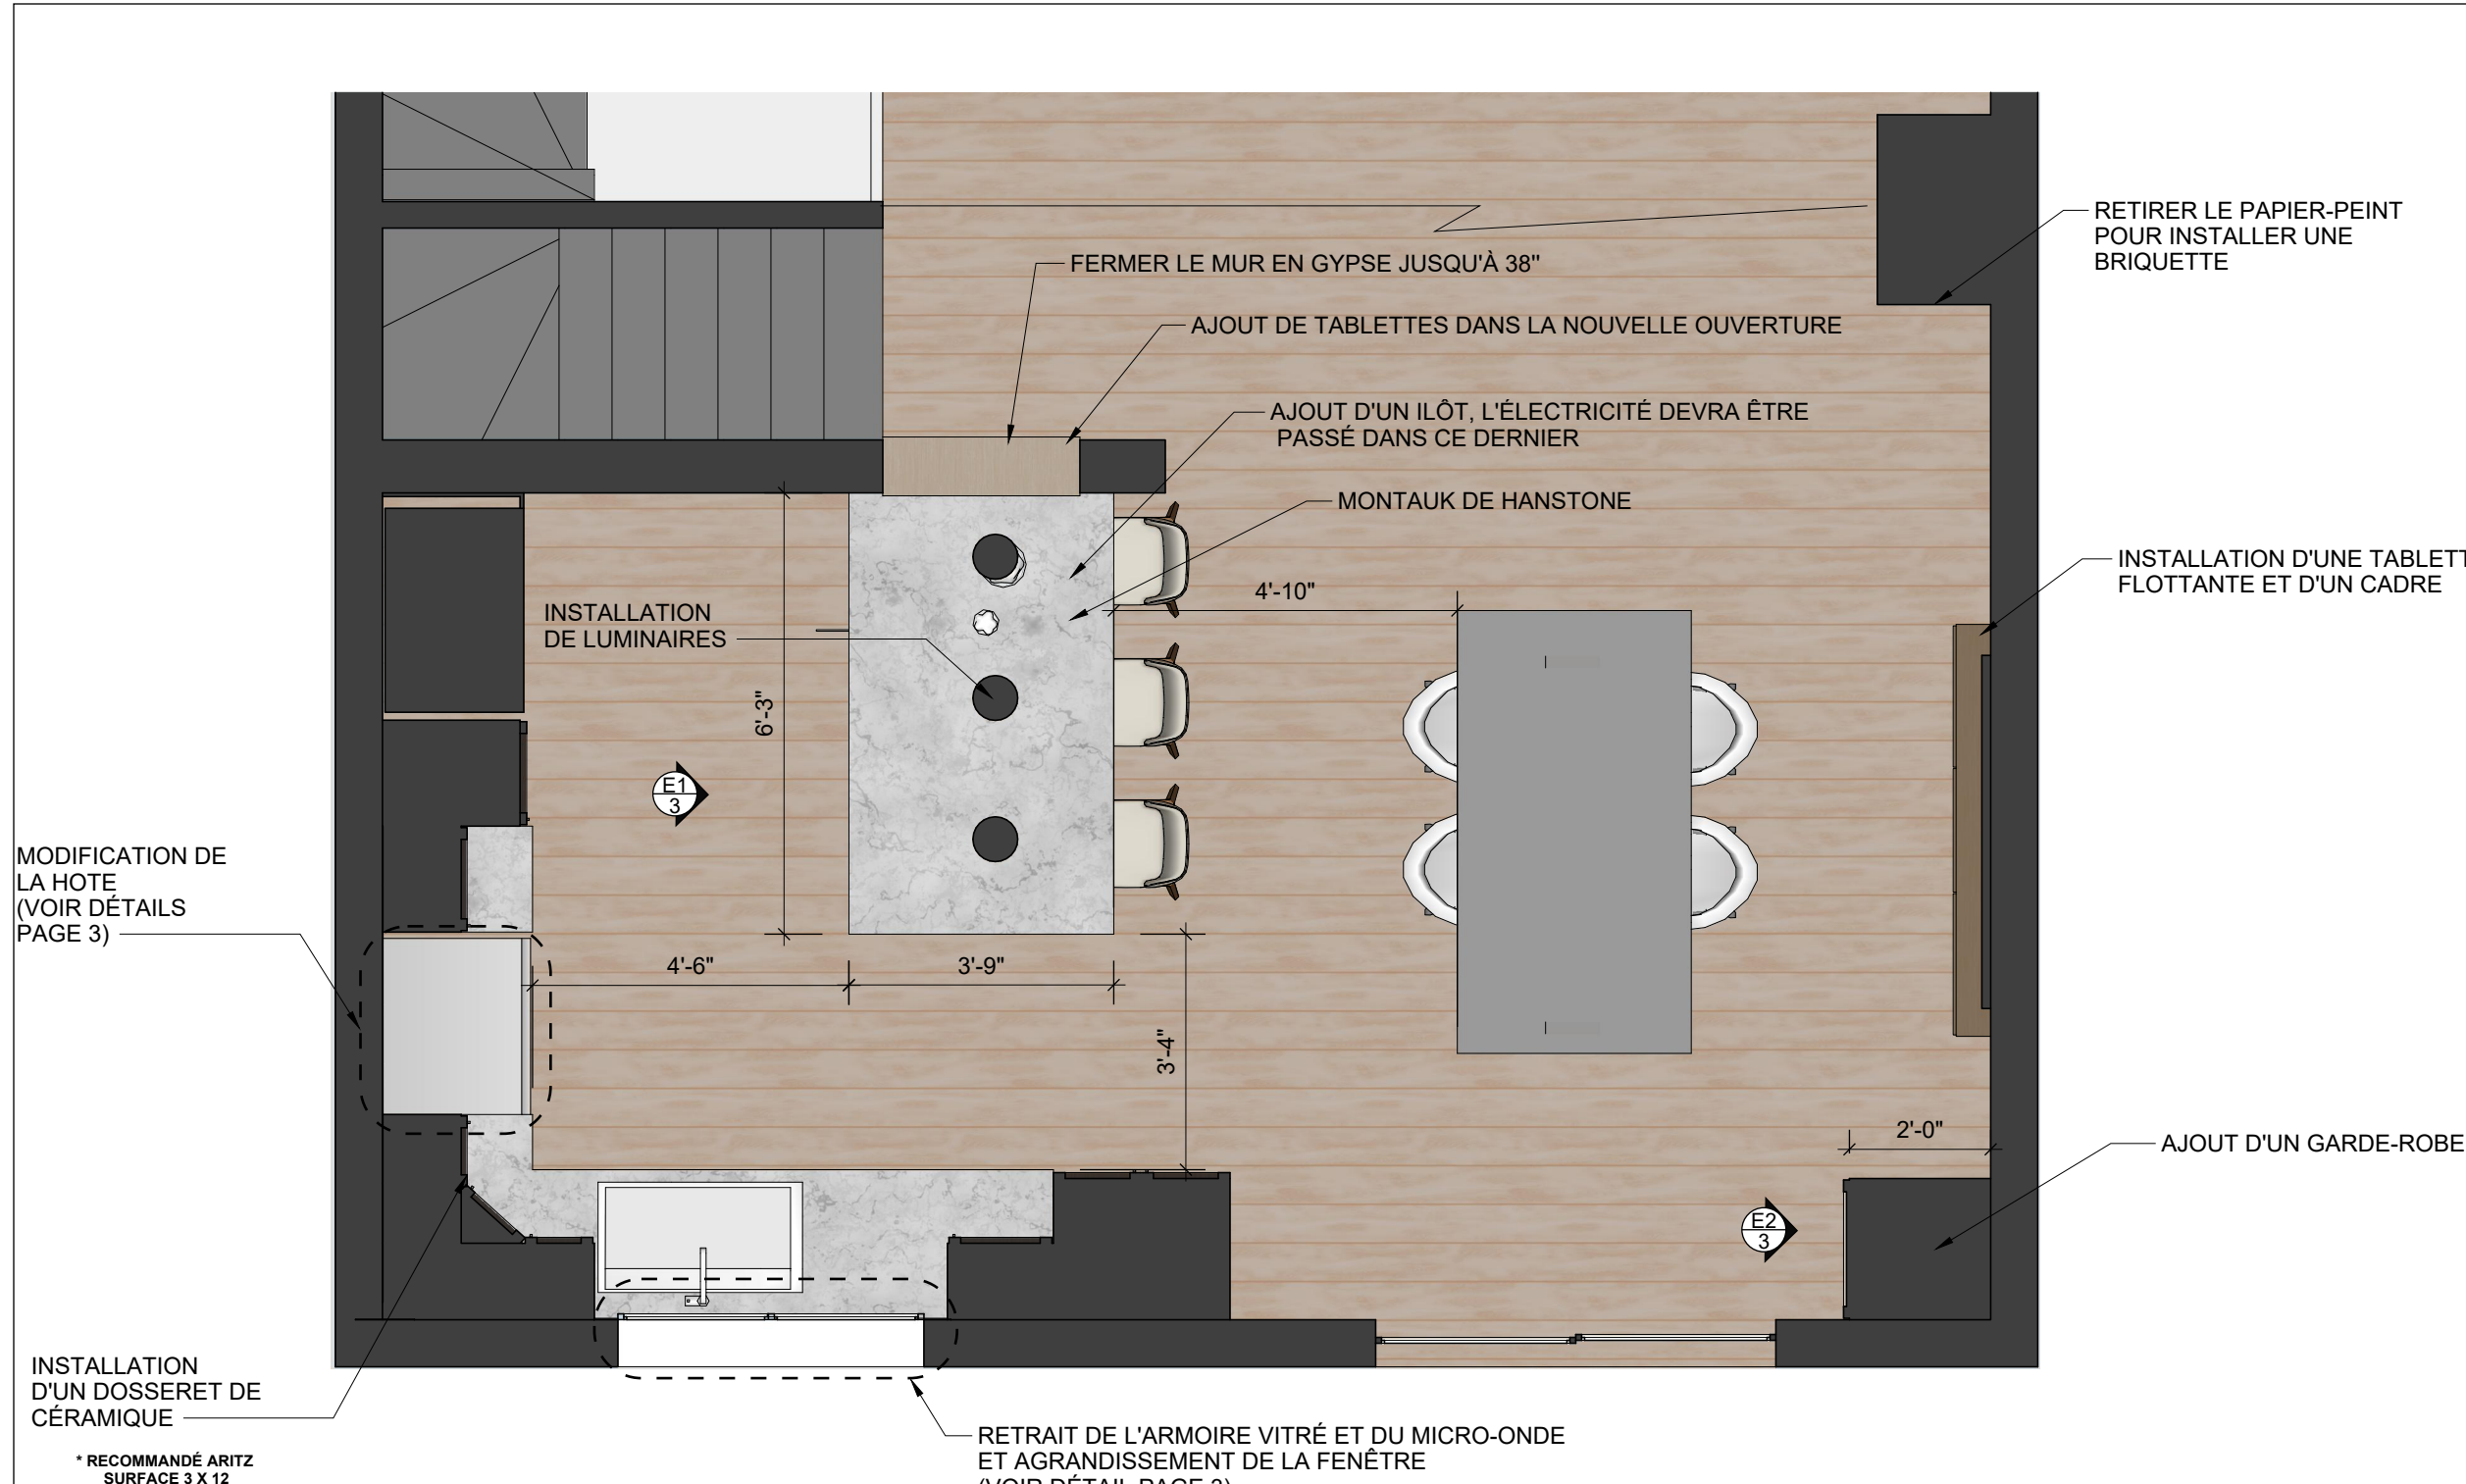 RETIRER LE PAPIER-PEINT
POUR INSTALLER UNE
BRIQUETTE
FERMER LE MUR EN GYPSE JUSQU'À 38"
AJOUT DE TABLETTES DANS LA NOUVELLE OUVERTURE
AJOUT D'UN ILÔT, L'ÉLECTRICITÉ DEVRA ÊTRE
PASSÉ DANS CE DERNIER
MONTAUK DE HANSTONE
INSTALLATION D'UNE TABLETT
FLOTTANTE ET D'UN CADRE
4'-10"
INSTALLATION
DE LUMINAIRES
6'-3"
E1
3
MODIFICATION DE
LA HOTE
(VOIR DÉTAILS
PAGE 3)
4'-6"
3'-9"
3'-4"
2'-0"
AJOUT D'UN GARDE-ROBE
E2
3
INSTALLATION
D'UN DOSSERET DE
CÉRAMIQUE
* RECOMMANDÉ ARITZ
SURFACE 3 X 12
RETRAIT DE L'ARMOIRE VITRÉ ET DU MICRO-ONDE
ET AGRANDISSEMENT DE LA FENÊTRE
(VOIR DÉTAIL PAGE 3)